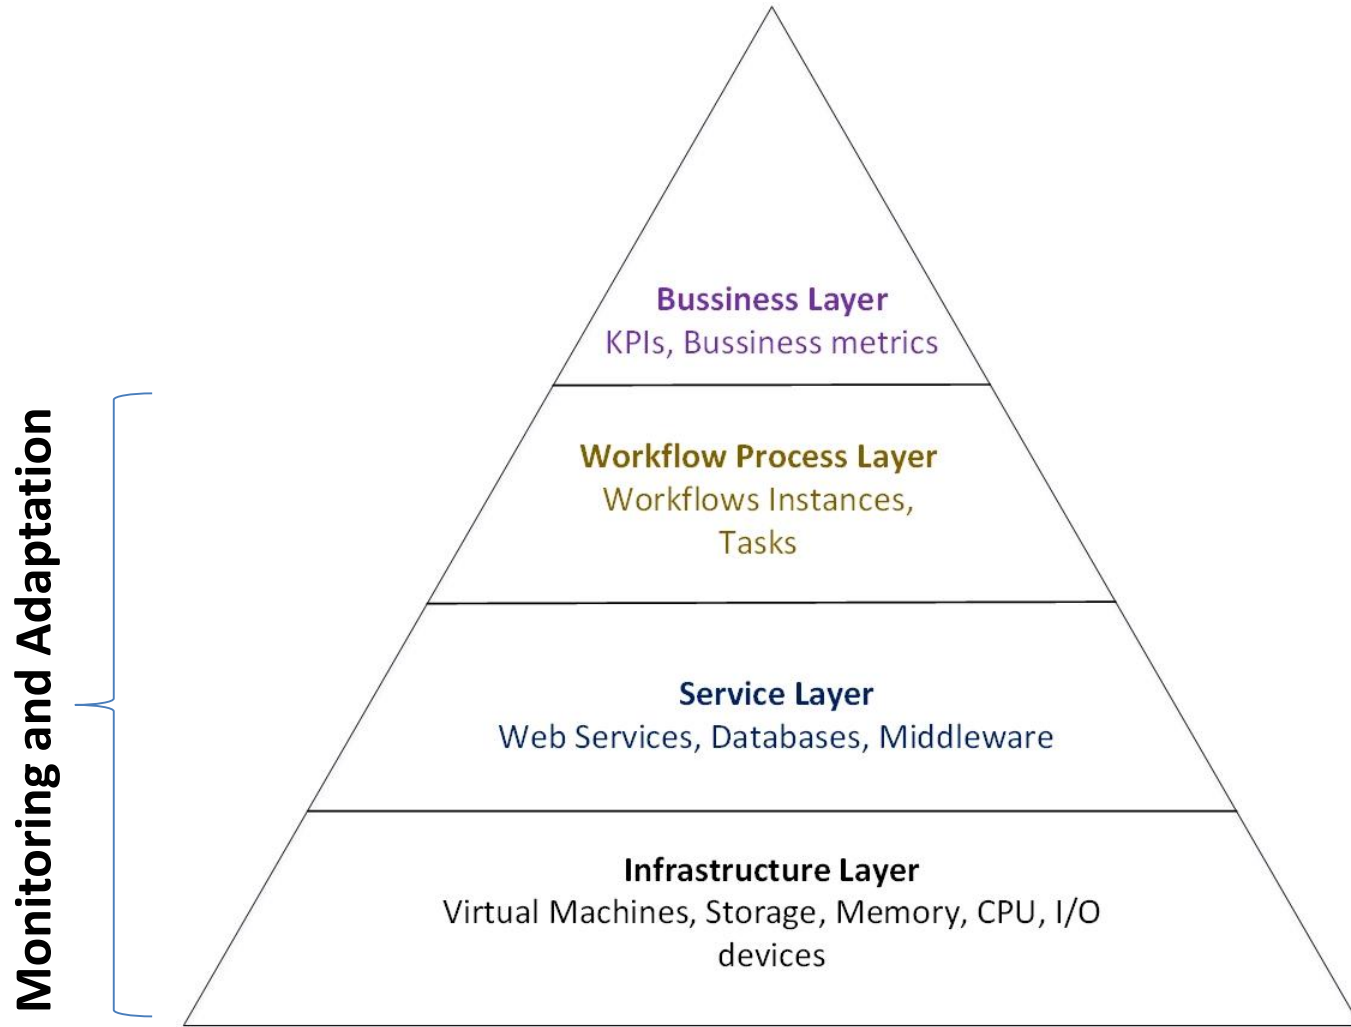 Bussiness Layer
KPIs, Bussiness metrics
Monitoring and Adaptation
Workflow Process Layer
Workflows Instances,
Tasks
Service Layer
Web Services, Databases, Middleware
Infrastructure Layer
Virtual Machines, Storage, Memory, CPU, I/O
devices